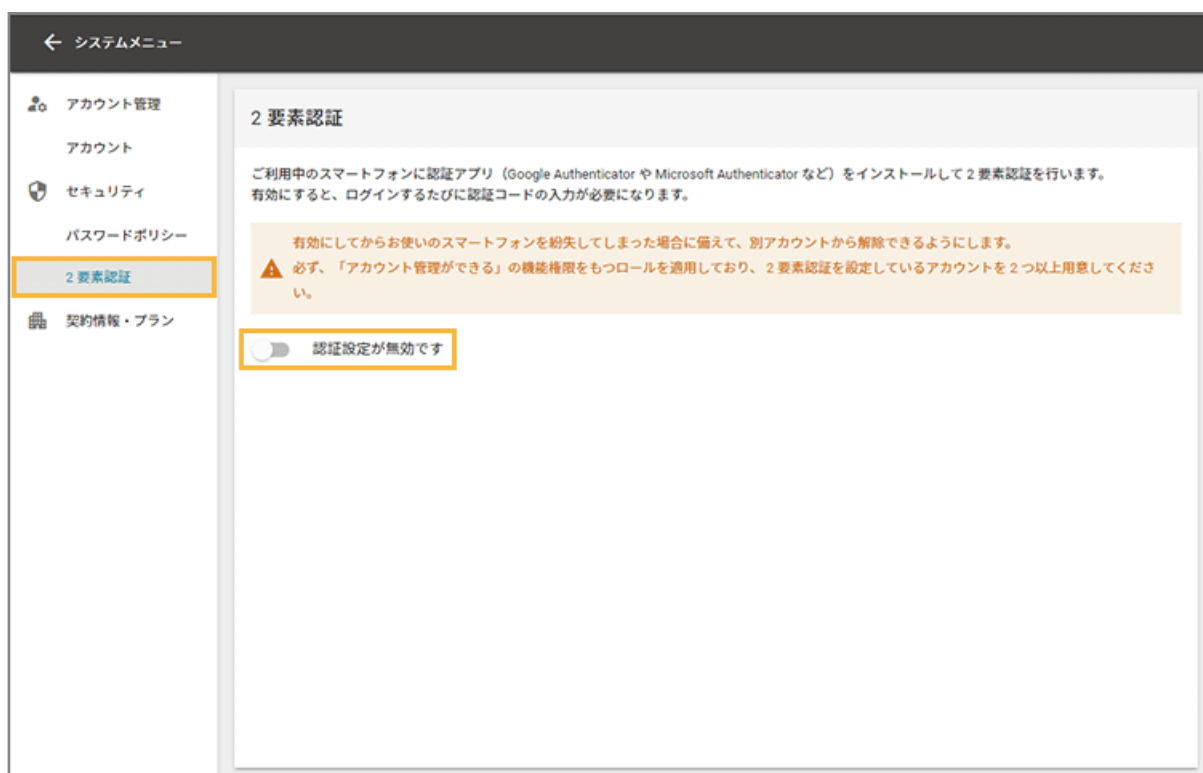 システムメニュー
アカウント管理
アカウント
セキュリティ
パスワードポリシー
2 要素認証
契約情報・プラン
2 要素認証
ご利用中のスマートフォンに認証アプリ（Google Authenticator や Microsoft Authenticator など）をインストールして 2 要素認証を行います。
有効にすると、ログインするたびに認証コードの入力が必要になります。
有効にしてからお使いのスマートフォンを紛失してしまった場合に備えて、別アカウントから解除できるようにします。
必ず、「アカウント管理ができる」の機能権限をもつロールを適用しており、2 要素認証を設定しているアカウントを 2 つ以上用意してくださ
い。
認証設定が無効です